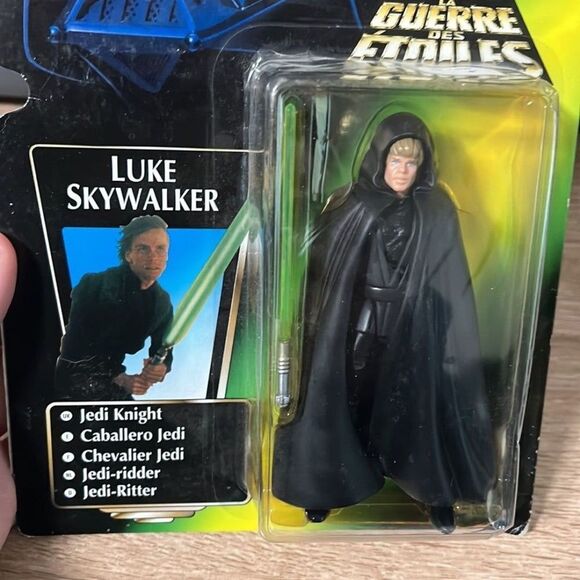 LA
GUERRE
DES
ÉTOILES
LUKE
SKYWALKER
Jedi Knight
Caballero Jedi
Chevalier Jedi
Jedi-ridder
Jedi-Ritter